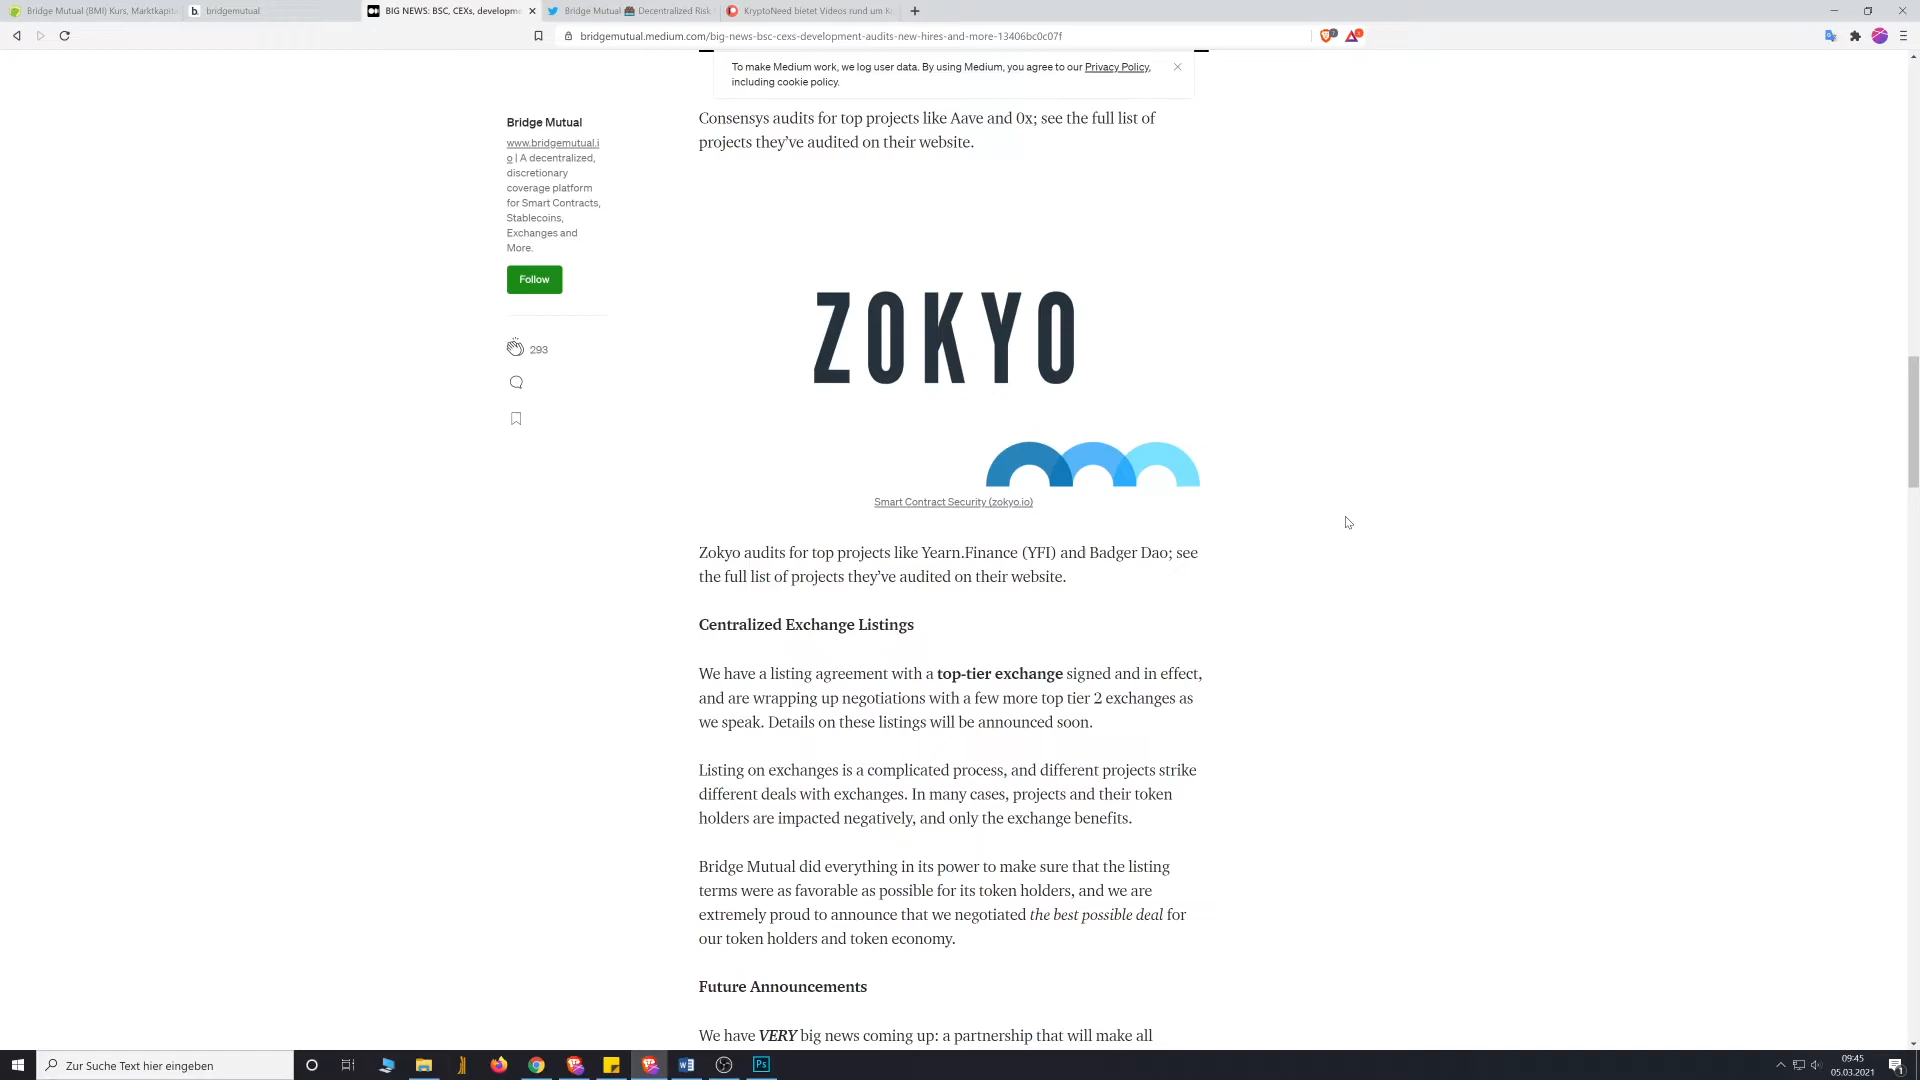 Bridge Mutual (BMI) Kurs, Marktkapit
bridgemutual
BIG NEWS: BSC, CEXs, developme
Bridge Mutual
Decentralized Risk
KryptoNeed bietet Videos rund um K
bridgemutual.medium.com/big-news-bsc-cexs-development-audits-new-hires-and-more-13406bc0c07f
To make Medium work, we log user data. By using Medium, you agree to our Privacy Policy,
including cookie policy.
Bridge Mutual
www.bridgemutual.i
o | A decentralized,
discretionary
coverage platform
for Smart Contracts,
Stablecoins,
Exchanges and
More.
Follow
293
Consensys audits for top projects like Aave and 0x; see the full list of
projects they’ve audited on their website.
ZOKYO
Smart Contract Security (zokyo.io)
Zokyo audits for top projects like Yearn.Finance (YFI) and Badger Dao; see
the full list of projects they’ve audited on their website.
Centralized Exchange Listings
We have a listing agreement with a top-tier exchange signed and in effect,
and are wrapping up negotiations with a few more top tier 2 exchanges as
we speak. Details on these listings will be announced soon.
Listing on exchanges is a complicated process, and different projects strike
different deals with exchanges. In many cases, projects and their token
holders are impacted negatively, and only the exchange benefits.
Bridge Mutual did everything in its power to make sure that the listing
terms were as favorable as possible for its token holders, and we are
extremely proud to announce that we negotiated the best possible deal for
our token holders and token economy.
Future Announcements
We have VERY big news coming up: a partnership that will make all
Zur Suche Text hier eingeben
Ps
09:45
05.03.2021